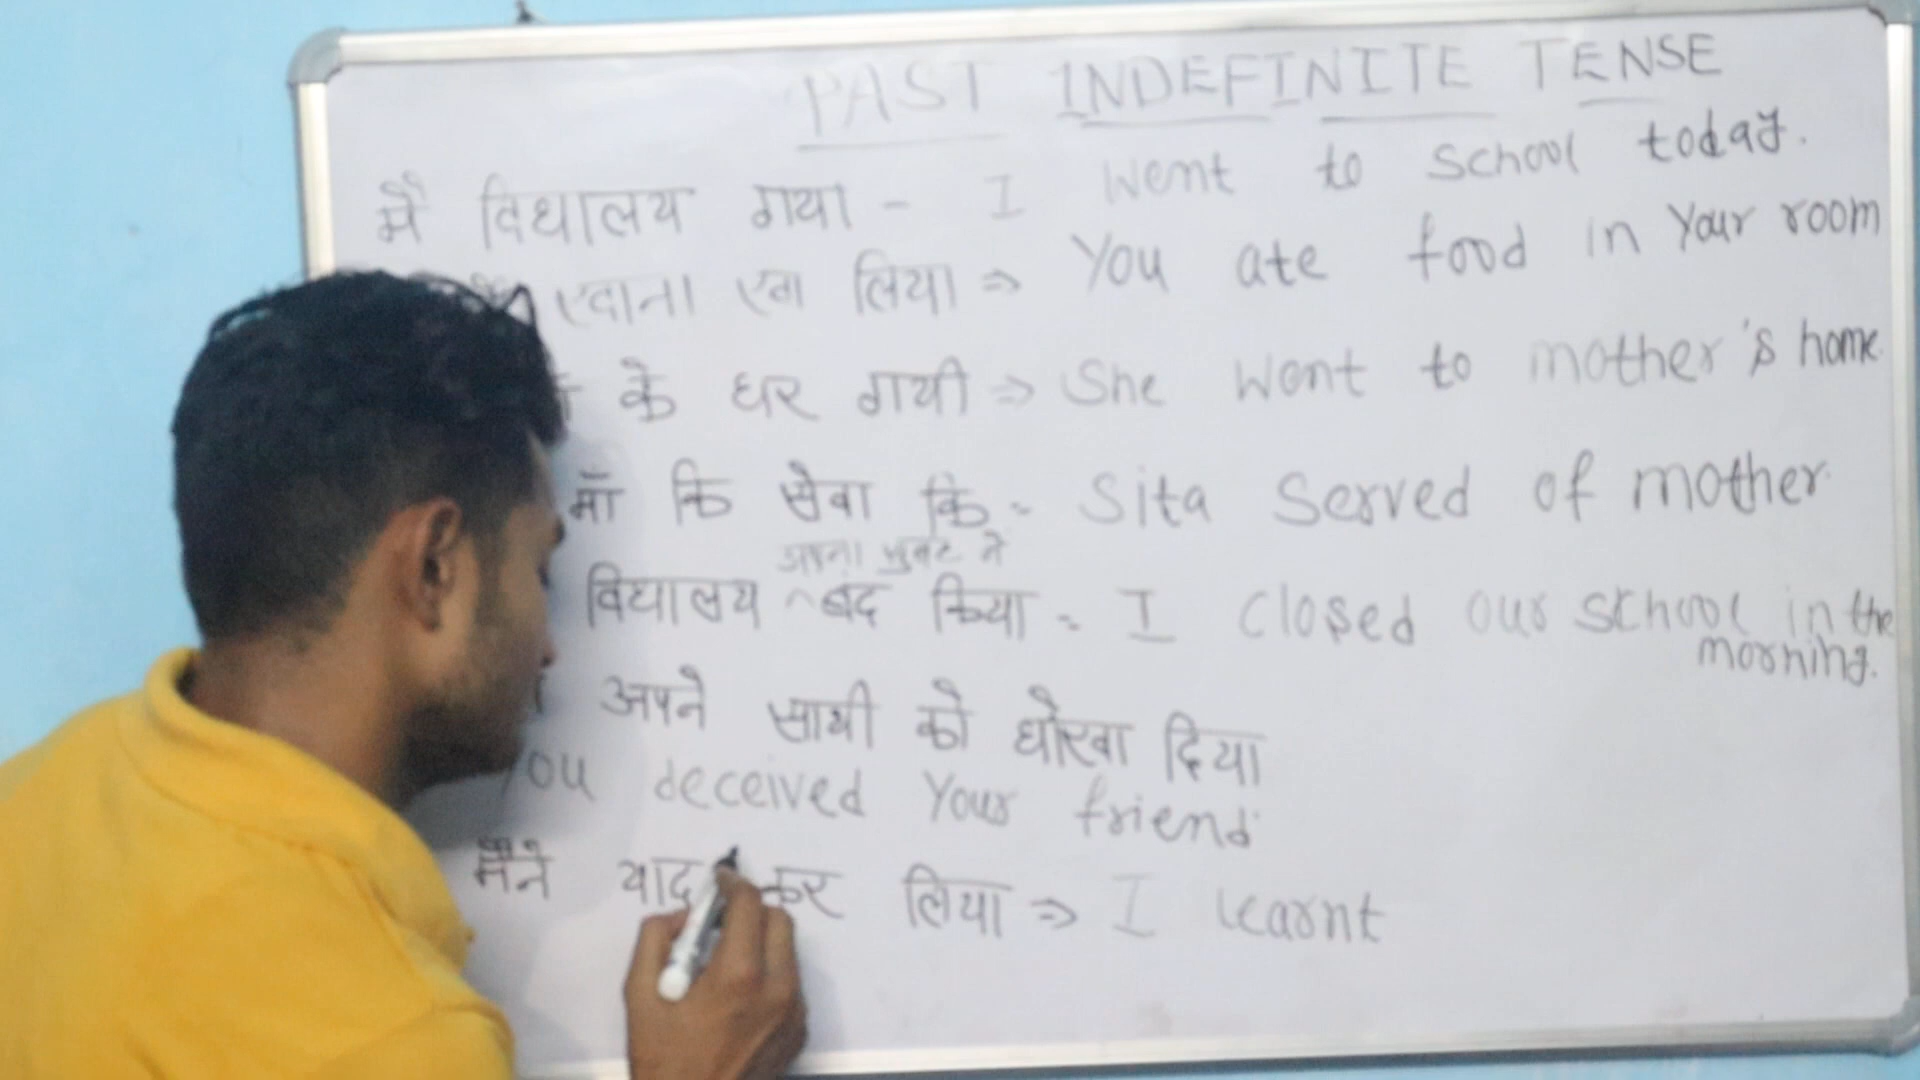 PAST INDEFINITE TENSE
मैं विधालय गया - I Went to School today.
खाना खा लिया ⇒ You ate food in Your room
के घर गयी ⇒ She Went to mother's home.
माँ कि सेवा कि - Sita Served of mother.
अपना सुबह में
विद्यालय ^ बंद किया - I Closed our School in the morning.
अपने साथी को धोखा दिया
You deceived Your friend.
मैंने याद कर लिया ⇒ I learnt